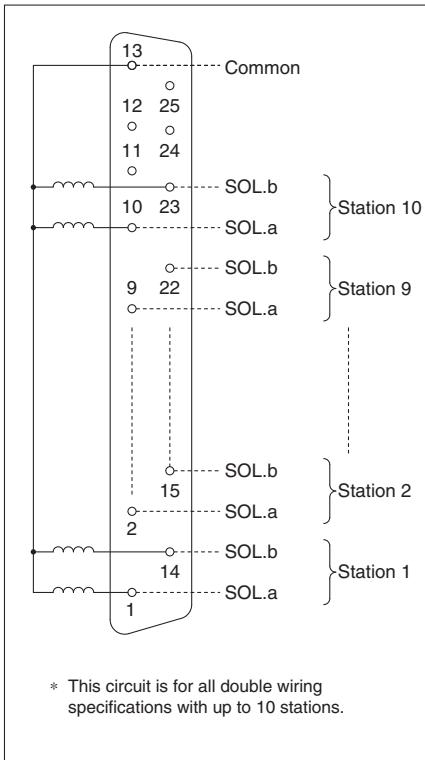 13
Common
12 25
11 24
SOL.b
10 23
Station 10
SOL.a
SOL.b
9 22
Station 9
SOL.a
SOL.b
15
Station 2
SOL.a
2
SOL.b
14
Station 1
SOL.a
1
* This circuit is for all double wiring
specifications with up to 10 stations.